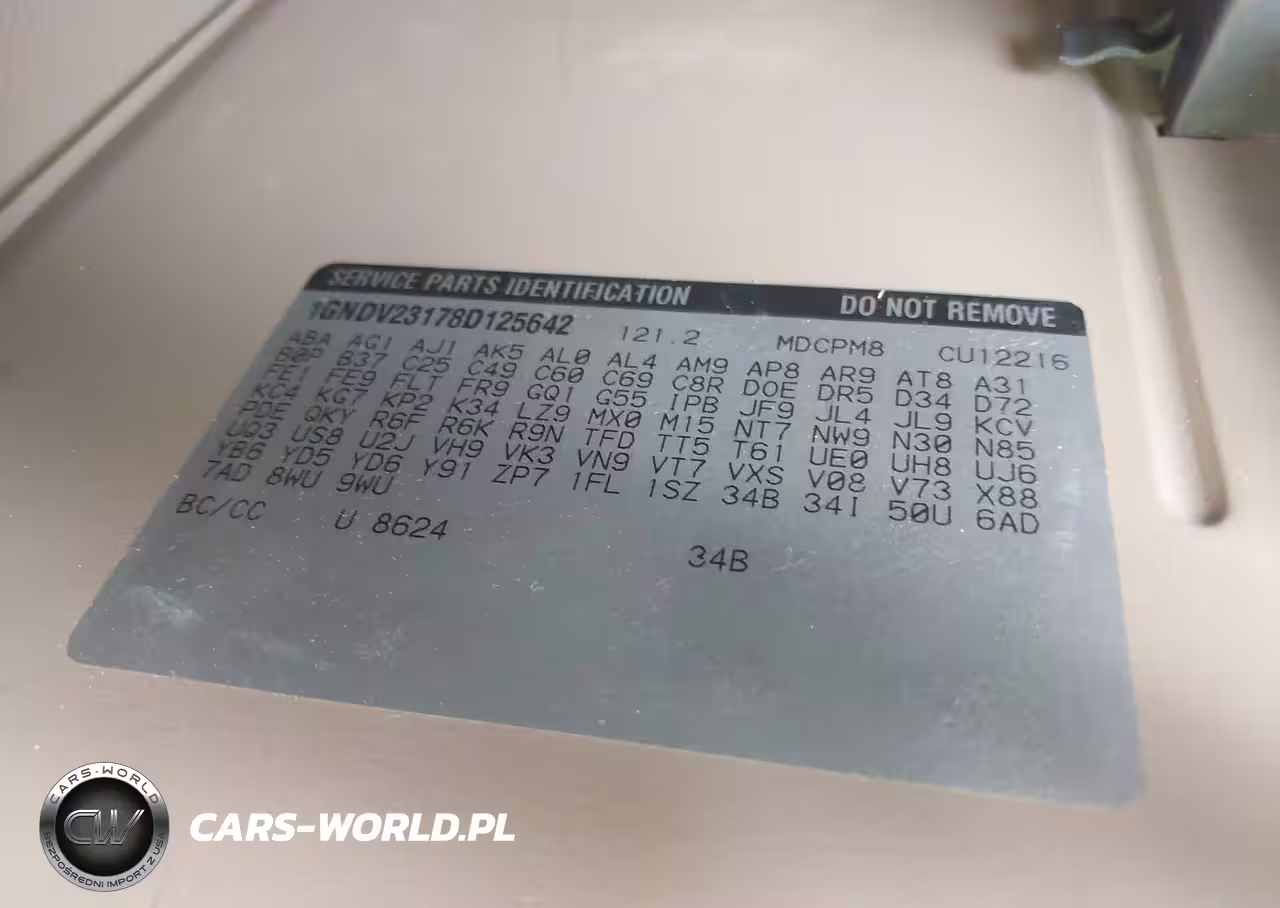 SERVICE PARTS IDENTIFICATION DO NOT REMOVE
1GNDV23178D125642 121.2 MDCPM8 CU12216
ABA AG1 AJ1 AK5 AL0 AL4 AM9 AP8 AR9 AT8 A31
B0P B37 C25 C49 C60 C69 C8R D0E DR5 D34 D72
FE1 FE9 FLT FR9 GQ1 G55 IPB JF9 JL4 JL9 KCV
KC4 KG7 KP2 K34 LZ9 MX0 M15 NT7 NW9 N30 N85
PDE QKY R6F R6K R9N TFD TT5 T61 UE0 UH8 UJ6
UQ3 US8 U2J VH9 VK3 VN9 VT7 VXS V08 V73 X88
YB6 YD5 YD6 Y91 ZP7 1FL 1SZ 34B 34I 50U 6AD
7AD 8WU 9WU
BC/CC U 8624 34B
CARS-WORLD
CW
BEZPOŚREDNI IMPORT Z USA
CARS-WORLD.PL